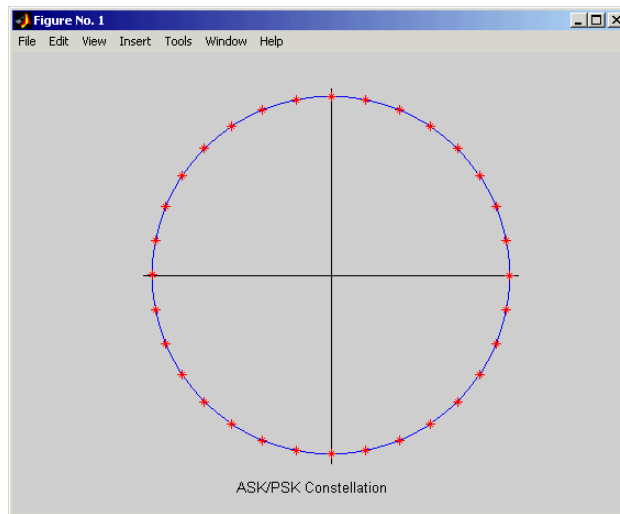 Figure No. 1
File Edit View Insert Tools Window Help
ASK/PSK Constellation